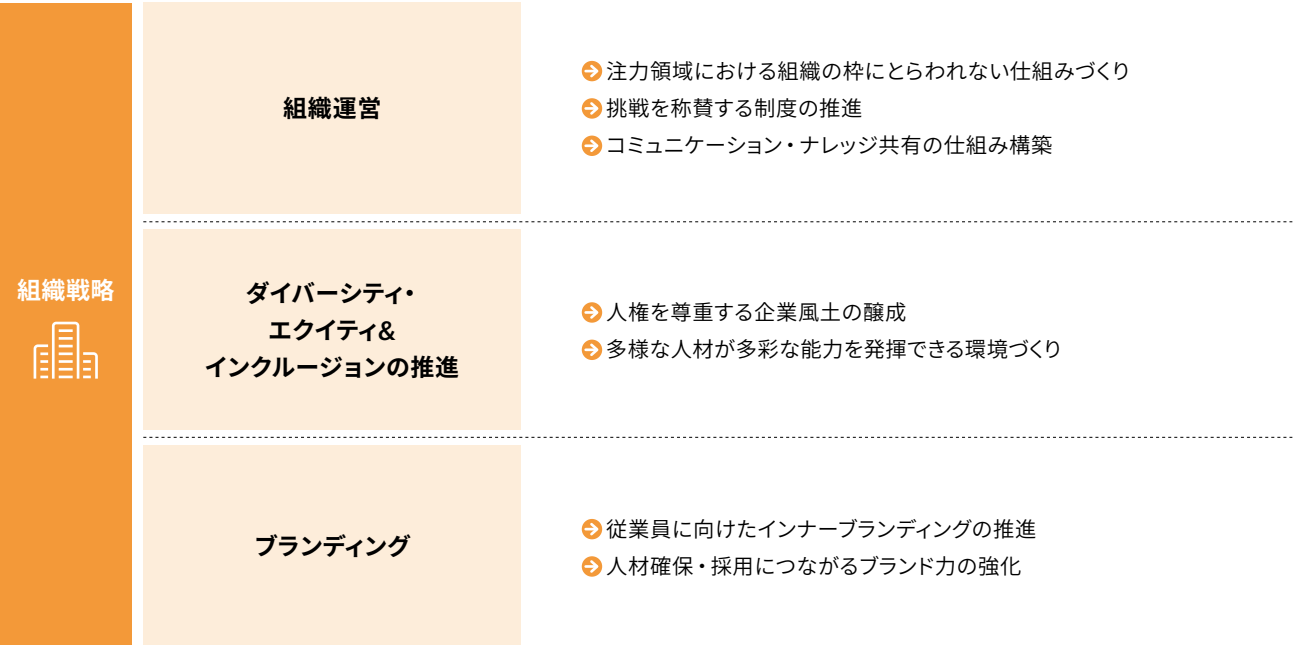 組織戦略
組織運営
注力領域における組織の枠にとらわれない仕組みづくり
挑戦を称賛する制度の推進
コミュニケーション・ナレッジ共有の仕組み構築
ダイバーシティ・
エクイティ&
インクルージョンの推進
人権を尊重する企業風土の醸成
多様な人材が多彩な能力を発揮できる環境づくり
ブランディング
従業員に向けたインナーブランディングの推進
人材確保・採用につながるブランド力の強化